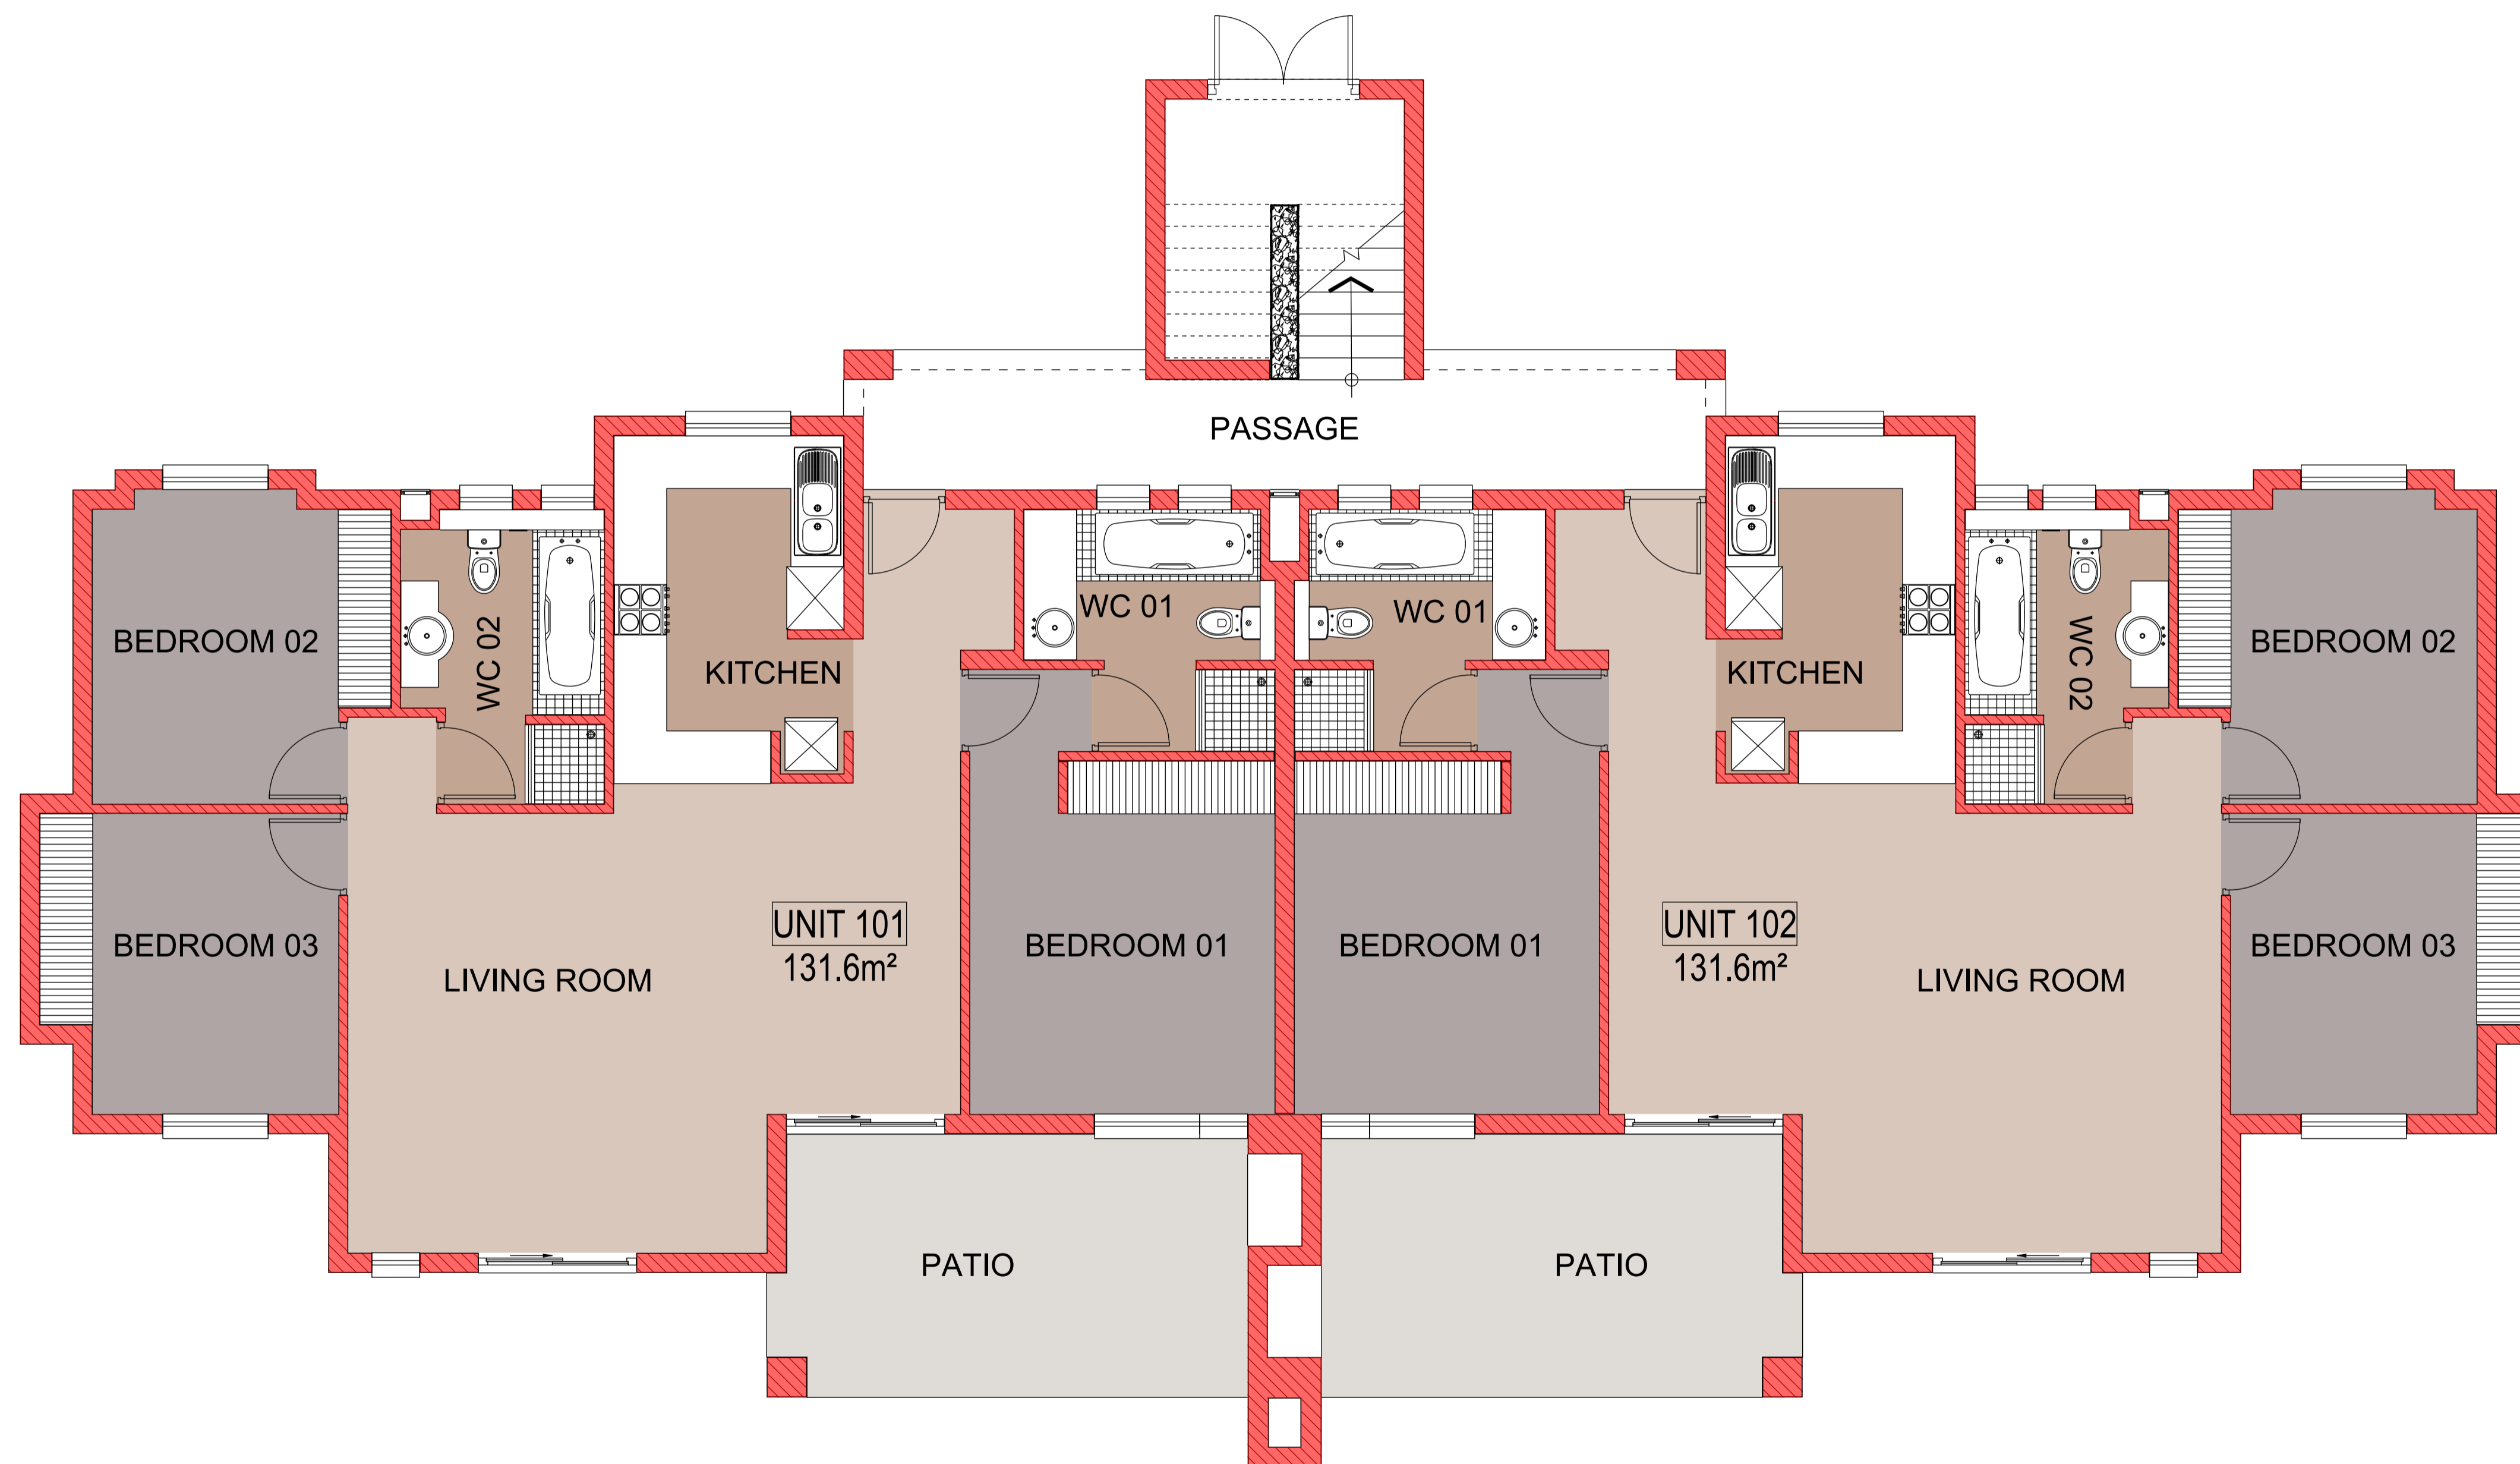 PASSAGE
WC 01
WC 01
BEDROOM 02
WC 02
KITCHEN
KITCHEN
WC 02
BEDROOM 02
UNIT 101
131.6m²
UNIT 102
131.6m²
BEDROOM 03
LIVING ROOM
BEDROOM 01
BEDROOM 01
LIVING ROOM
BEDROOM 03
PATIO
PATIO